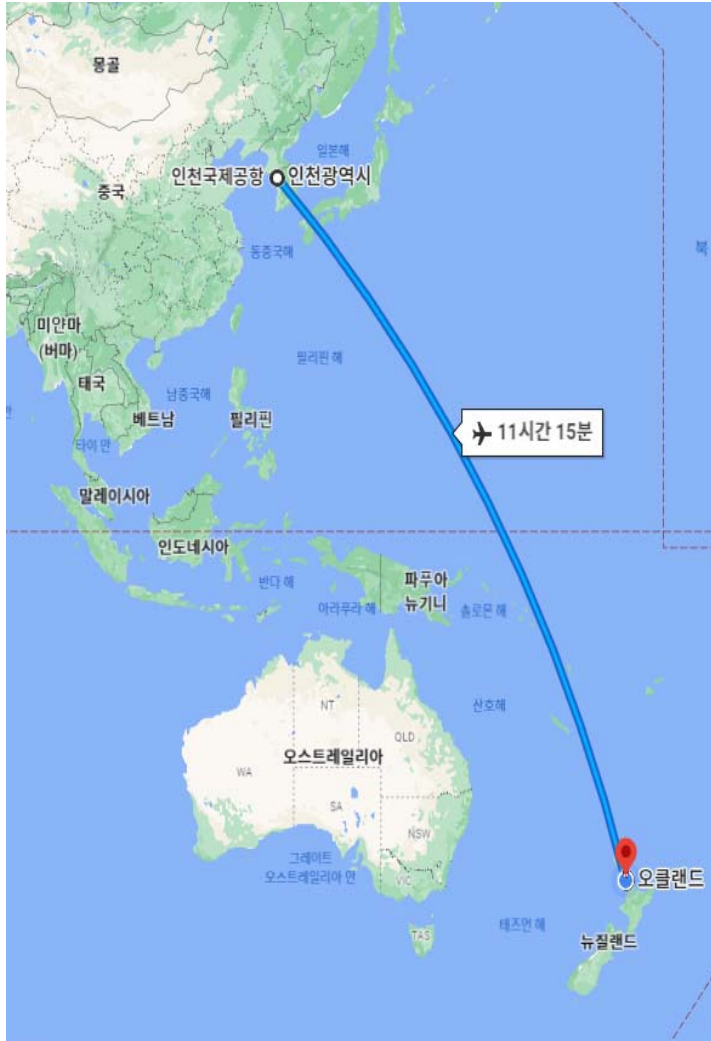 몽골
일본해
인천국제공항
인천광역시
중국
동중국해
북
미얀마
(버마)
필리핀 해
태국
남중국해
베트남
필리핀
11시간 15분
타이 만
만
말레이시아
인도네시아
파푸아
뉴기니
반다 해
아라푸라 해
솔로몬 해
NT
산호해
QLD
오스트레일리아
WA
SA
NSW
그레이트
오스트레일리아 만
VIC
오클랜드
TAS
태즈먼 해
뉴질랜드